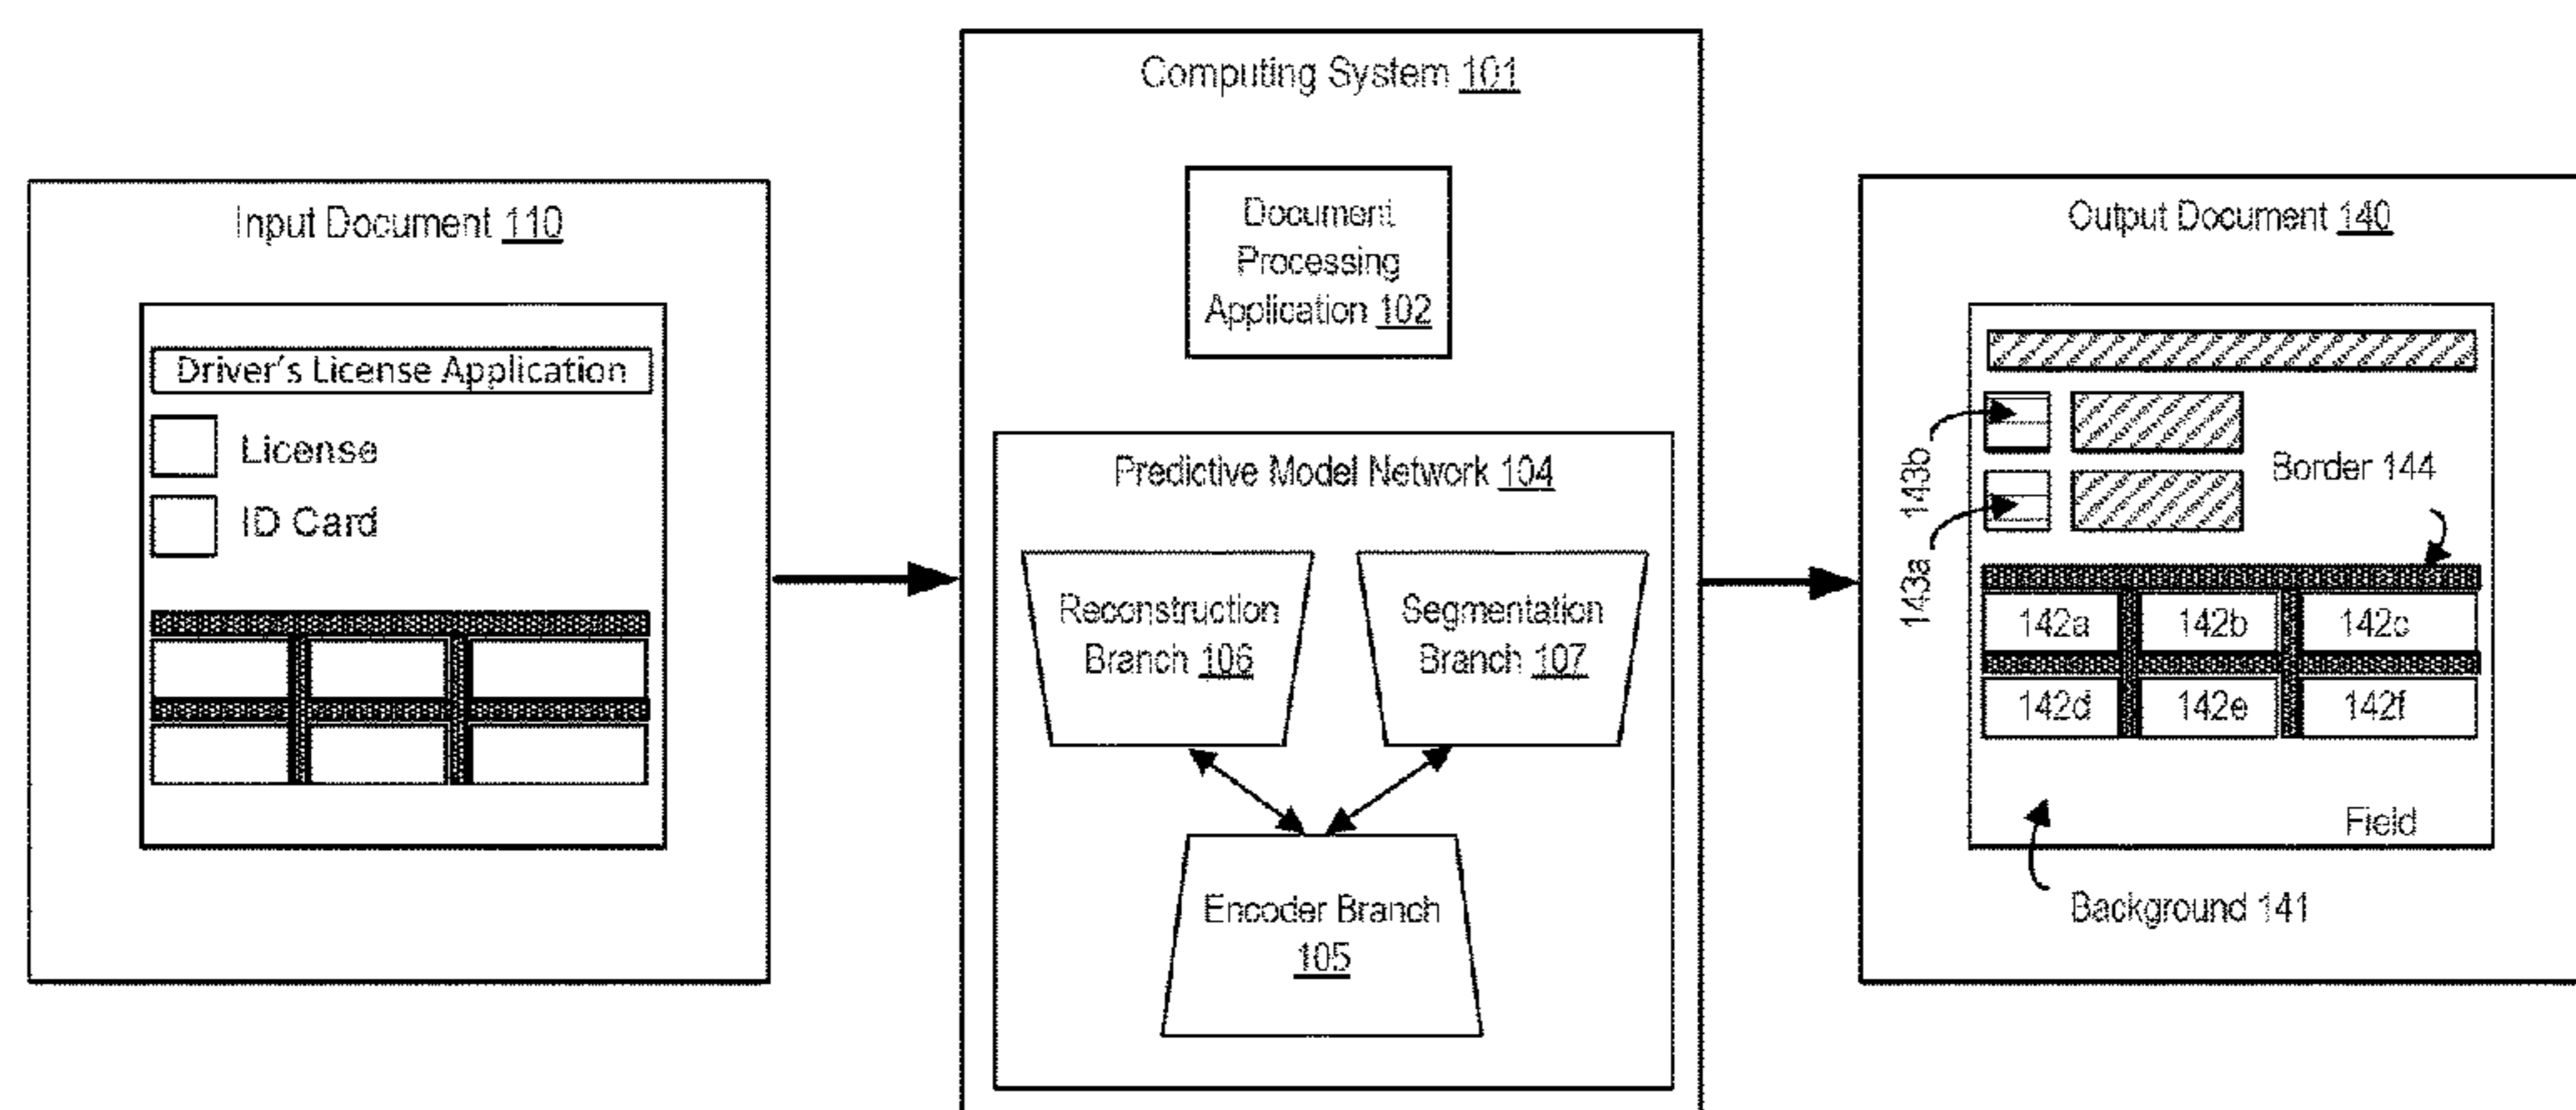 Input Document 110
Driver's License Application
License
ID Card
Computing System 101
Document
Processing
Application 102
Predictive Model Network 104
Reconstruction
Branch 106
Segmentation
Branch 107
Encoder Branch
105
Output Document 140
143b
143a
Border 144
142a 142b 142c
142d 142e 142f
Field
Background 141